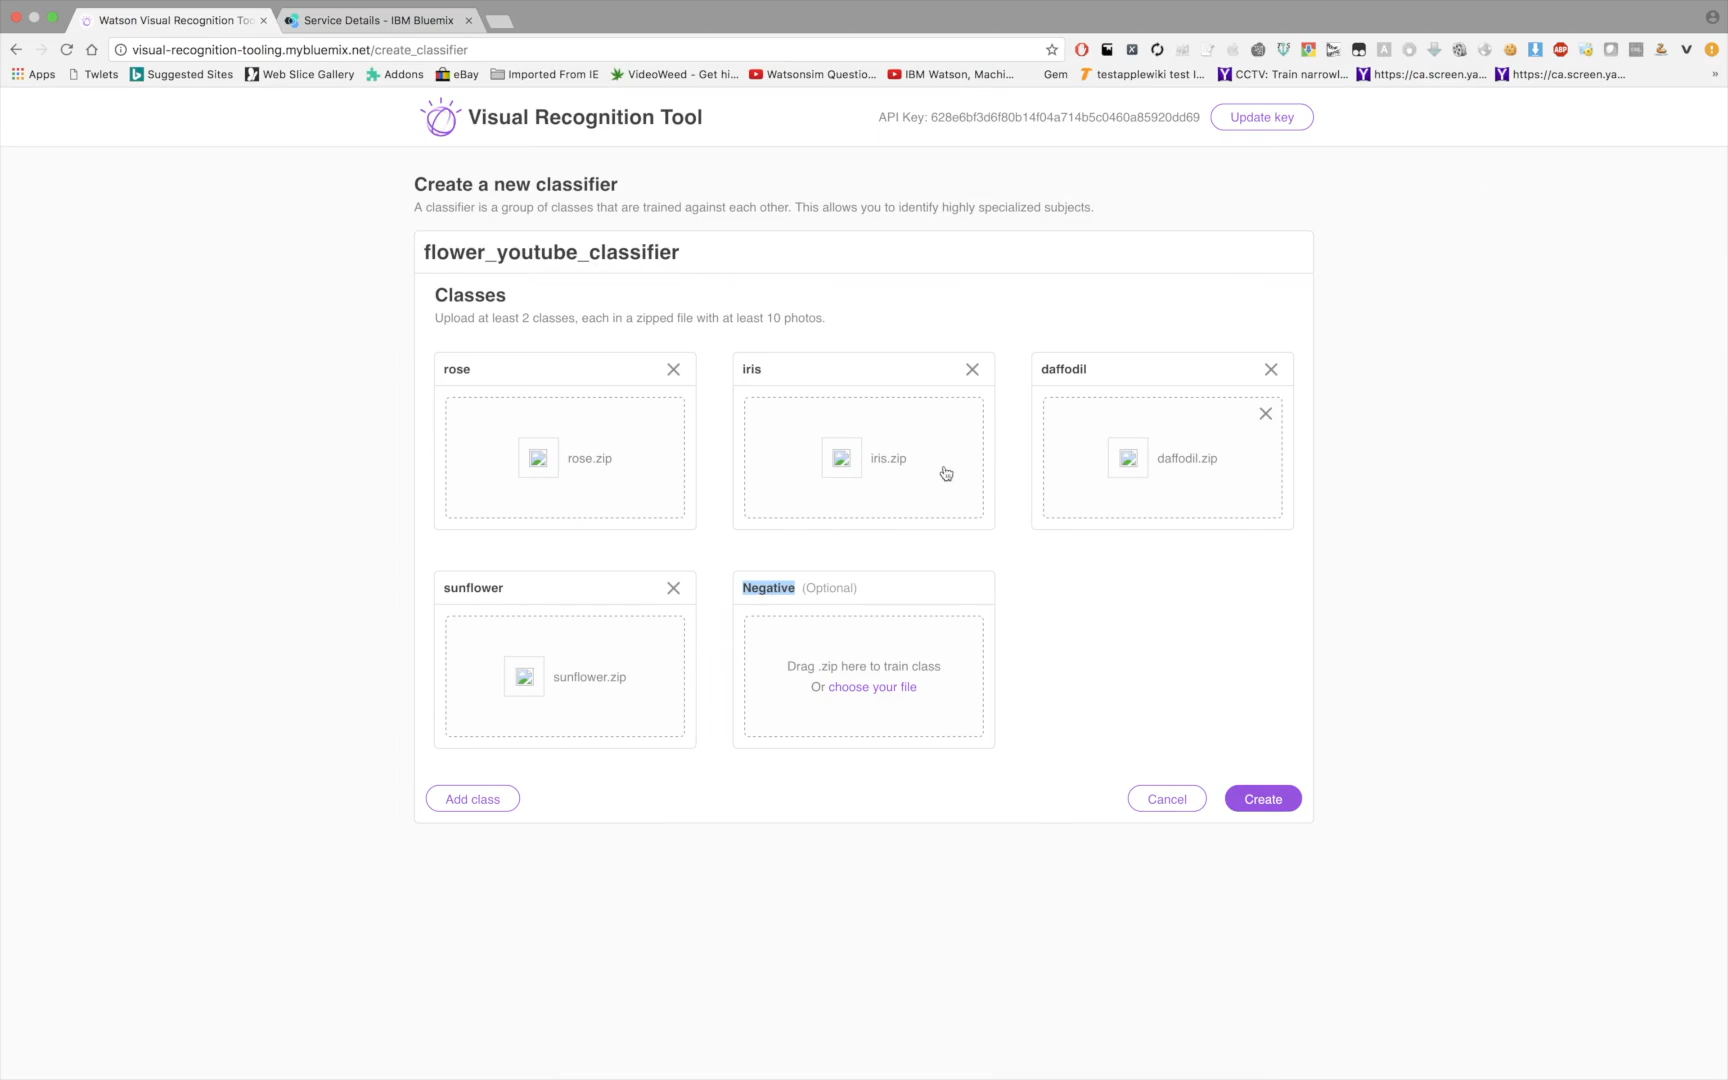 Watson Visual Recognition Too
Service Details - IBM Bluemix
visual-recognition-tooling.mybluemix.net/create_classifier
Apps
Twlets
Suggested Sites
Web Slice Gallery
Addons
eBay
Imported From IE
VideoWeed - Get hi...
Watsonsim Questio...
IBM Watson, Machi...
Gem
testapplewiki test I...
CCTV: Train narrowl...
https://ca.screen.ya...
https://ca.screen.ya...
»
Visual Recognition Tool
API Key: 628e6bf3d6f80b14f04a714b5c0460a85920dd69
Update key
Create a new classifier
A classifier is a group of classes that are trained against each other. This allows you to identify highly specialized subjects.
flower_youtube_classifier
Classes
Upload at least 2 classes, each in a zipped file with at least 10 photos.
rose
iris
daffodil
rose.zip
iris.zip
daffodil.zip
sunflower
Negative (Optional)
sunflower.zip
Drag .zip here to train class
Or choose your file
Add class
Cancel
Create